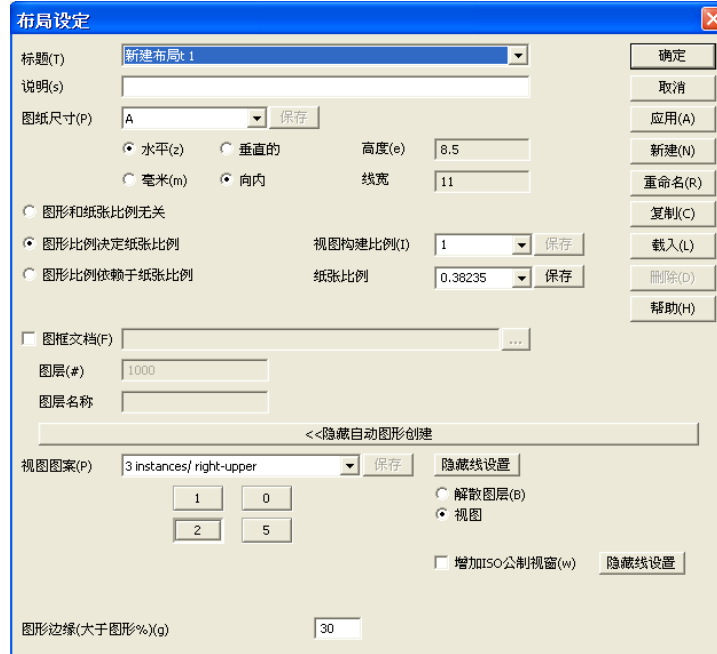 布局设定
标题(T) 新建布局t 1 确定
说明(s) 取消
图纸尺寸(P) A 保存 应用(A)
水平(z) 垂直的 高度(e) 8.5 新建(N)
毫米(m) 向内 线宽 11 重命名(R)
图形和纸张比例无关 复制(C)
图形比例决定纸张比例 视图构建比例(I) 1 保存 载入(L)
图形比例依赖于纸张比例 纸张比例 0.38235 保存 删除(D)
帮助(H)
图框文档(F) ...
图层(#) 1000
图层名称
<<隐藏自动图形创建
视图图案(P) 3 instances/ right-upper 保存 隐藏线设置
1 0 解散图层(B)
2 5 视图
增加ISO公制视窗(w) 隐藏线设置
图形边缘(大于图形%)(g) 30